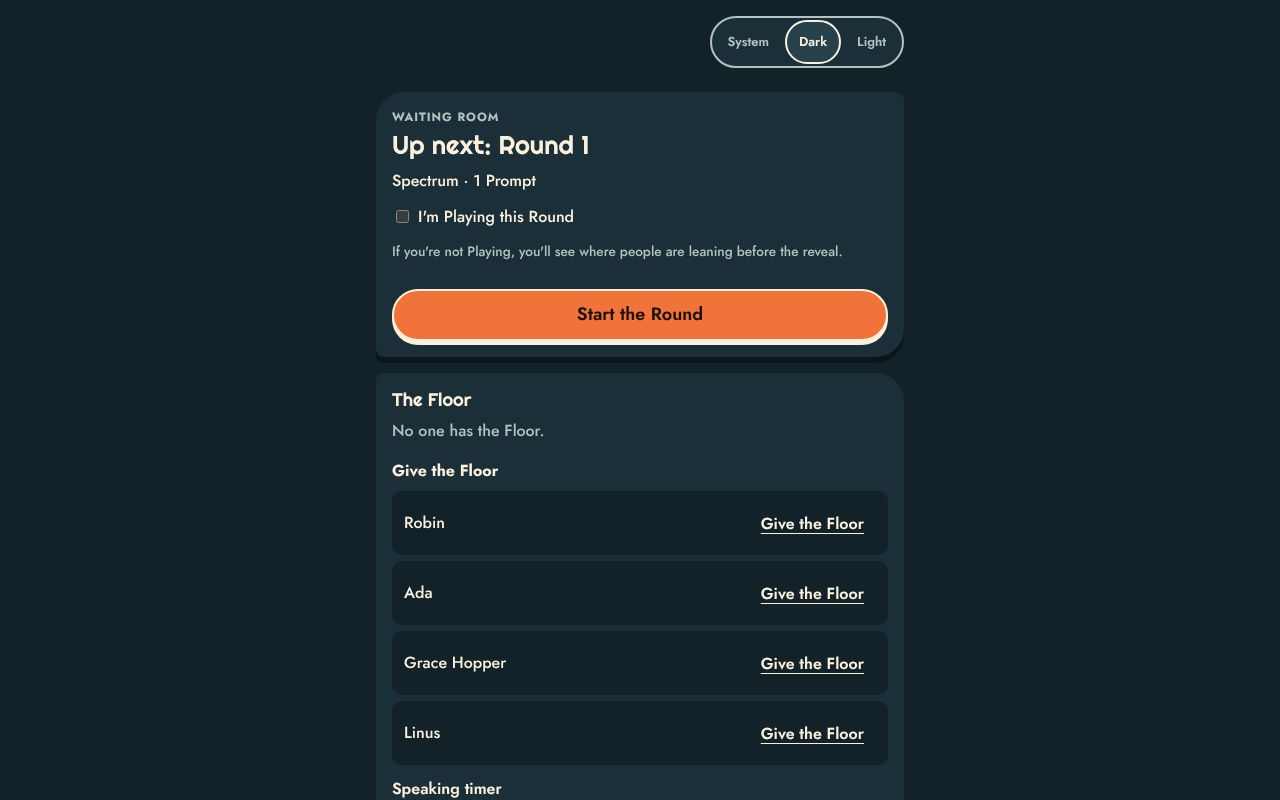 System Dark Light
WAITING ROOM
Up next: Round 1
Spectrum · 1 Prompt
I'm Playing this Round
If you're not Playing, you'll see where people are leaning before the reveal.
Start the Round
The Floor
No one has the Floor.
Give the Floor
Robin Give the Floor
Ada Give the Floor
Grace Hopper Give the Floor
Linus Give the Floor
Speaking timer